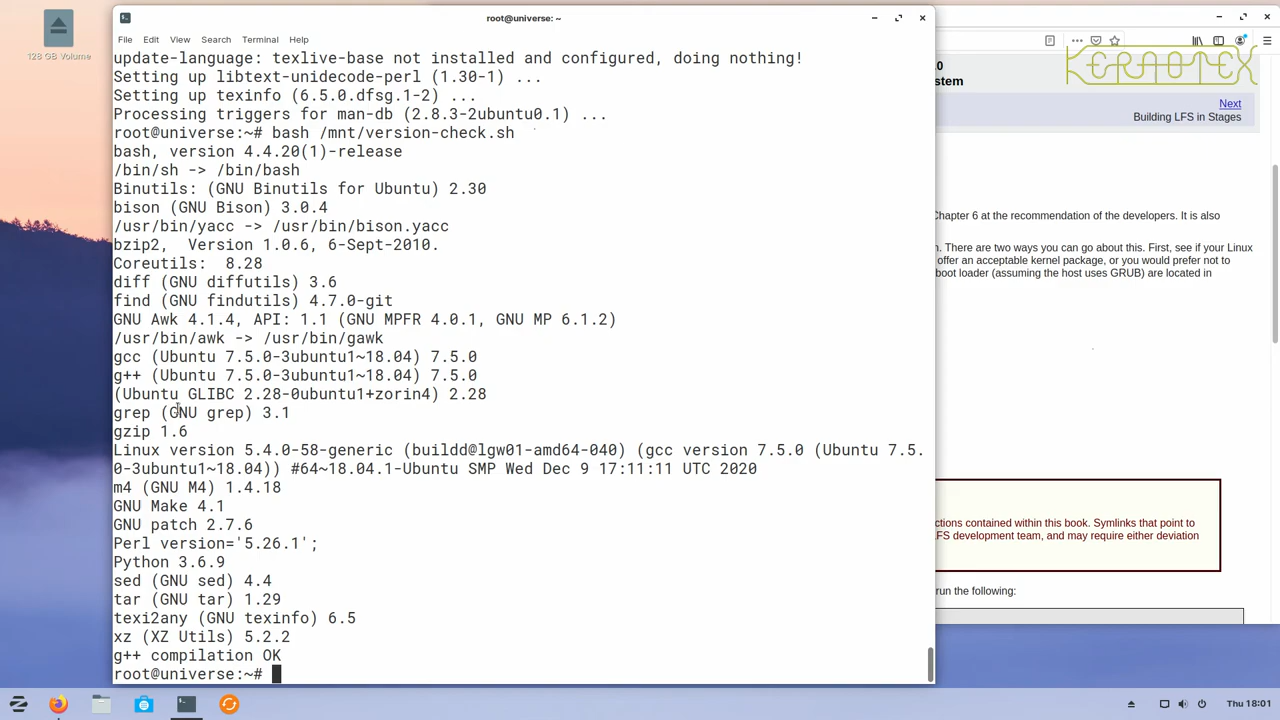 128 GB Volume
root@universe: ~
File Edit View Search Terminal Help
update-language: texlive-base not installed and configured, doing nothing!
Setting up libtext-unidecode-perl (1.30-1) ...
Setting up texinfo (6.5.0.dfsg.1-2) ...
Processing triggers for man-db (2.8.3-2ubuntu0.1) ...
root@universe:~# bash /mnt/version-check.sh
bash, version 4.4.20(1)-release
/bin/sh -> /bin/bash
Binutils: (GNU Binutils for Ubuntu) 2.30
bison (GNU Bison) 3.0.4
/usr/bin/yacc -> /usr/bin/bison.yacc
bzip2,  Version 1.0.6, 6-Sept-2010.
Coreutils:  8.28
diff (GNU diffutils) 3.6
find (GNU findutils) 4.7.0-git
GNU Awk 4.1.4, API: 1.1 (GNU MPFR 4.0.1, GNU MP 6.1.2)
/usr/bin/awk -> /usr/bin/gawk
gcc (Ubuntu 7.5.0-3ubuntu1~18.04) 7.5.0
g++ (Ubuntu 7.5.0-3ubuntu1~18.04) 7.5.0
(Ubuntu GLIBC 2.28-0ubuntu1+zorin4) 2.28
grep (GNU grep) 3.1
gzip 1.6
Linux version 5.4.0-58-generic (buildd@lgw01-amd64-040) (gcc version 7.5.0 (Ubuntu 7.5.
0-3ubuntu1~18.04)) #64~18.04.1-Ubuntu SMP Wed Dec 9 17:11:11 UTC 2020
m4 (GNU M4) 1.4.18
GNU Make 4.1
GNU patch 2.7.6
Perl version='5.26.1';
Python 3.6.9
sed (GNU sed) 4.4
tar (GNU tar) 1.29
texi2any (GNU texinfo) 6.5
xz (XZ Utils) 5.2.2
g++ compilation OK
root@universe:~#
.0
stem
Next
Building LFS in Stages
Chapter 6 at the recommendation of the developers. It is also
n. There are two ways you can go about this. First, see if your Linux
offer an acceptable kernel package, or you would prefer not to
boot loader (assuming the host uses GRUB) are located in
ctions contained within this book. Symlinks that point to
FS development team, and may require either deviation
run the following:
Thu 18:01